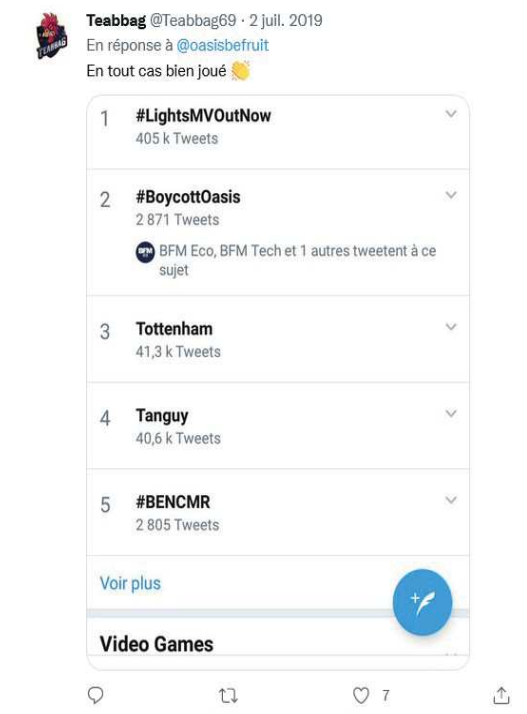 Teabbag @Teabbag69 · 2 juil. 2019
En réponse à @oasisbefruit
En tout cas bien joué 👏
1 #LightsMVOutNow
405 k Tweets
2 #BoycottOasis
2 871 Tweets
BFM Eco, BFM Tech et 1 autres tweetent à ce
sujet
3 Tottenham
41,3 k Tweets
4 Tanguy
40,6 k Tweets
5 #BENCMR
2 805 Tweets
Voir plus
Video Games
7